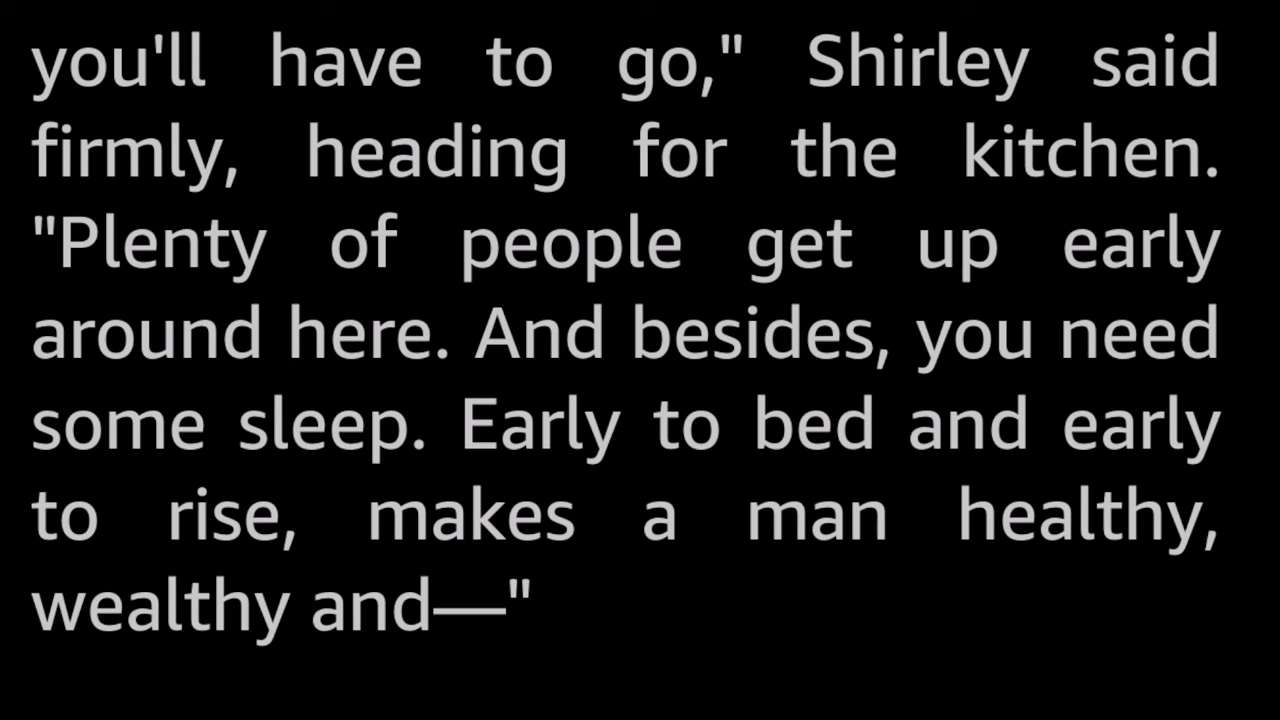 you'll have to go," Shirley said
firmly, heading for the kitchen.
"Plenty of people get up early
around here. And besides, you need
some sleep. Early to bed and early
to rise, makes a man healthy,
wealthy and—"